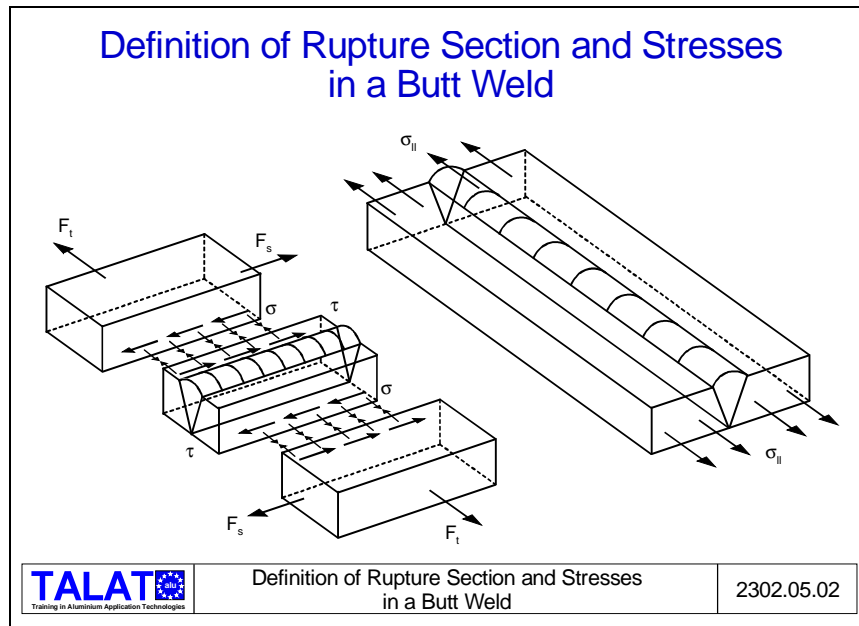 Definition of Rupture Section and Stresses
in a Butt Weld
σ||
Ft
Fs
σ
τ
σ
τ
Fs
Ft
σ||
TALAT
alu
Training in Aluminium Application Technologies
Definition of Rupture Section and Stresses
in a Butt Weld
2302.05.02